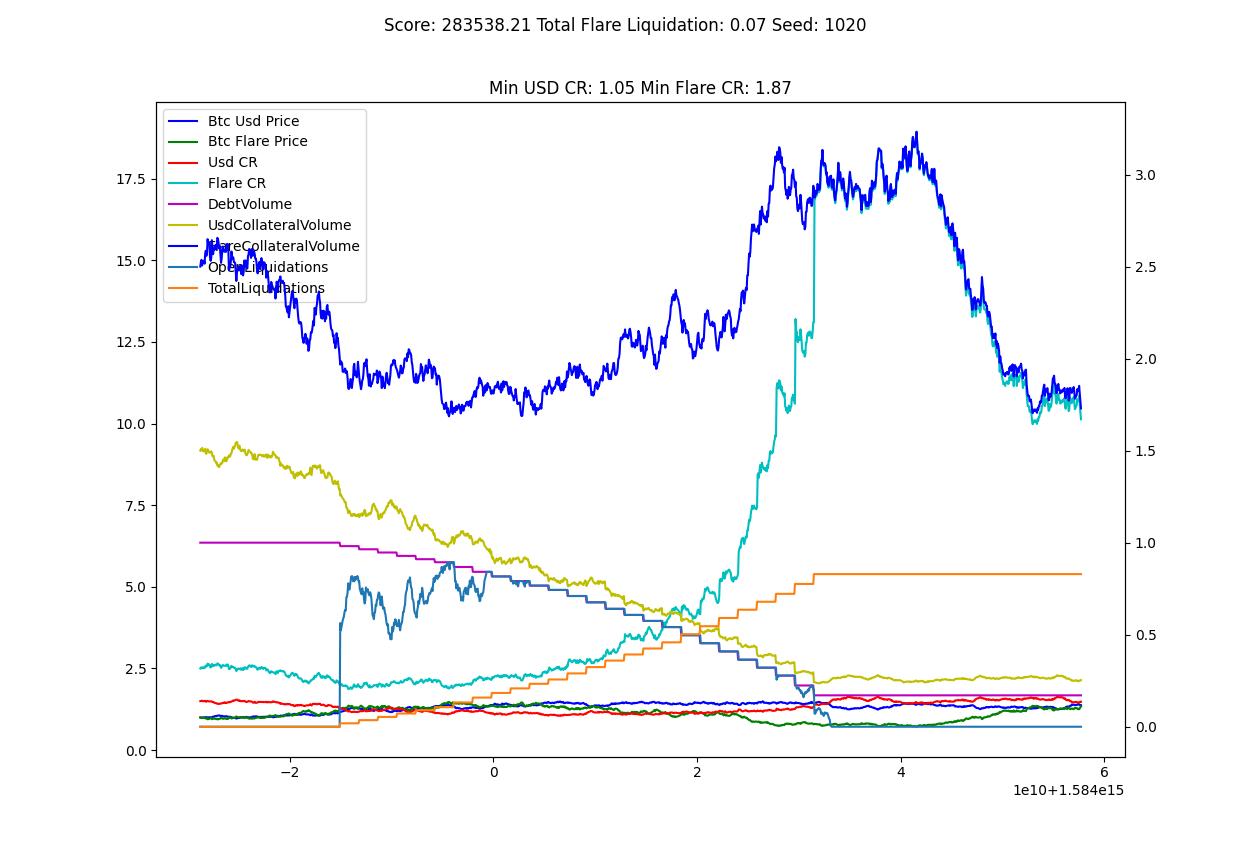 Score: 283538.21 Total Flare Liquidation: 0.07 Seed: 1020
Min USD CR: 1.05 Min Flare CR: 1.87
Btc Usd Price
Btc Flare Price
Usd CR
Flare CR
DebtVolume
UsdCollateralVolume
FlareCollateralVolume
OpenLiquidations
TotalLiquidations
17.5
15.0
12.5
10.0
7.5
5.0
2.5
0.0
3.0
2.5
2.0
1.5
1.0
0.5
0.0
−2 0 2 4 6
1e10+1.584e15